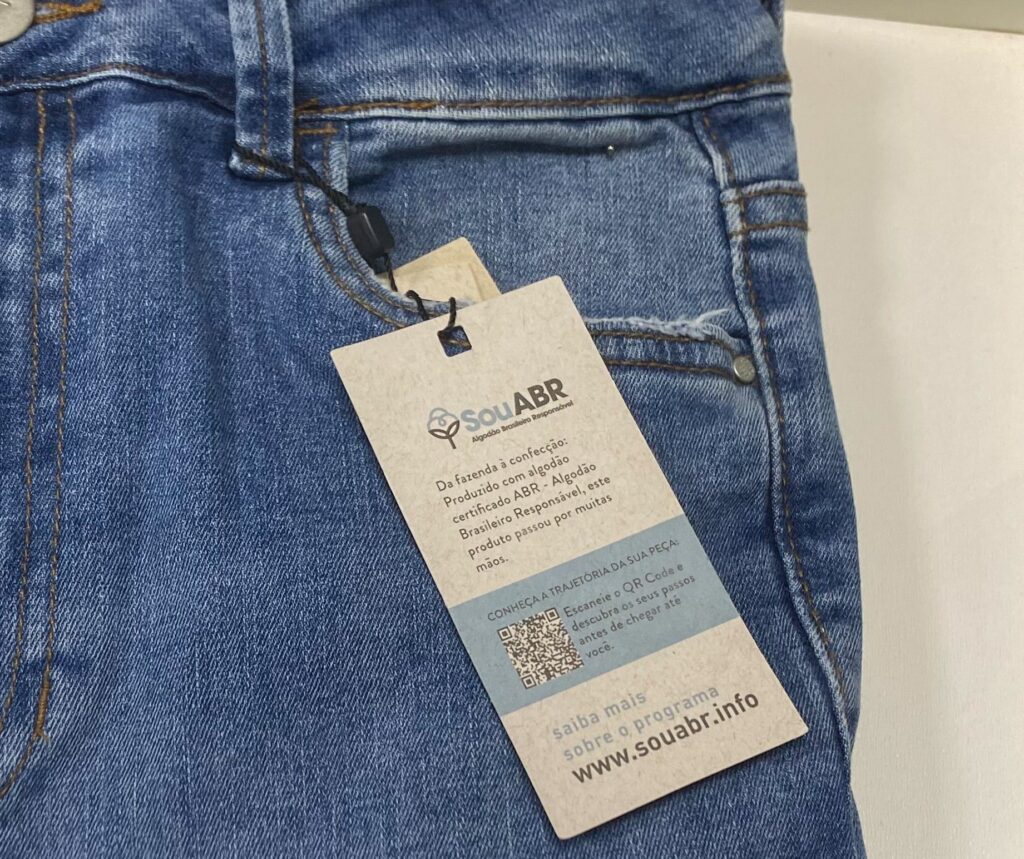 SouABR
Algodão Brasileiro Responsável
Da fazenda à confecção:
Produzido com algodão
certificado ABR - Algodão
Brasileiro Responsável, este
produto passou por muitas
mãos.
CONHEÇA A TRAJETÓRIA DA SUA PEÇA:
Escaneie o QR Code e
descubra os seus passos
antes de chegar até
você.
saiba mais
sobre o programa
www.souabr.info